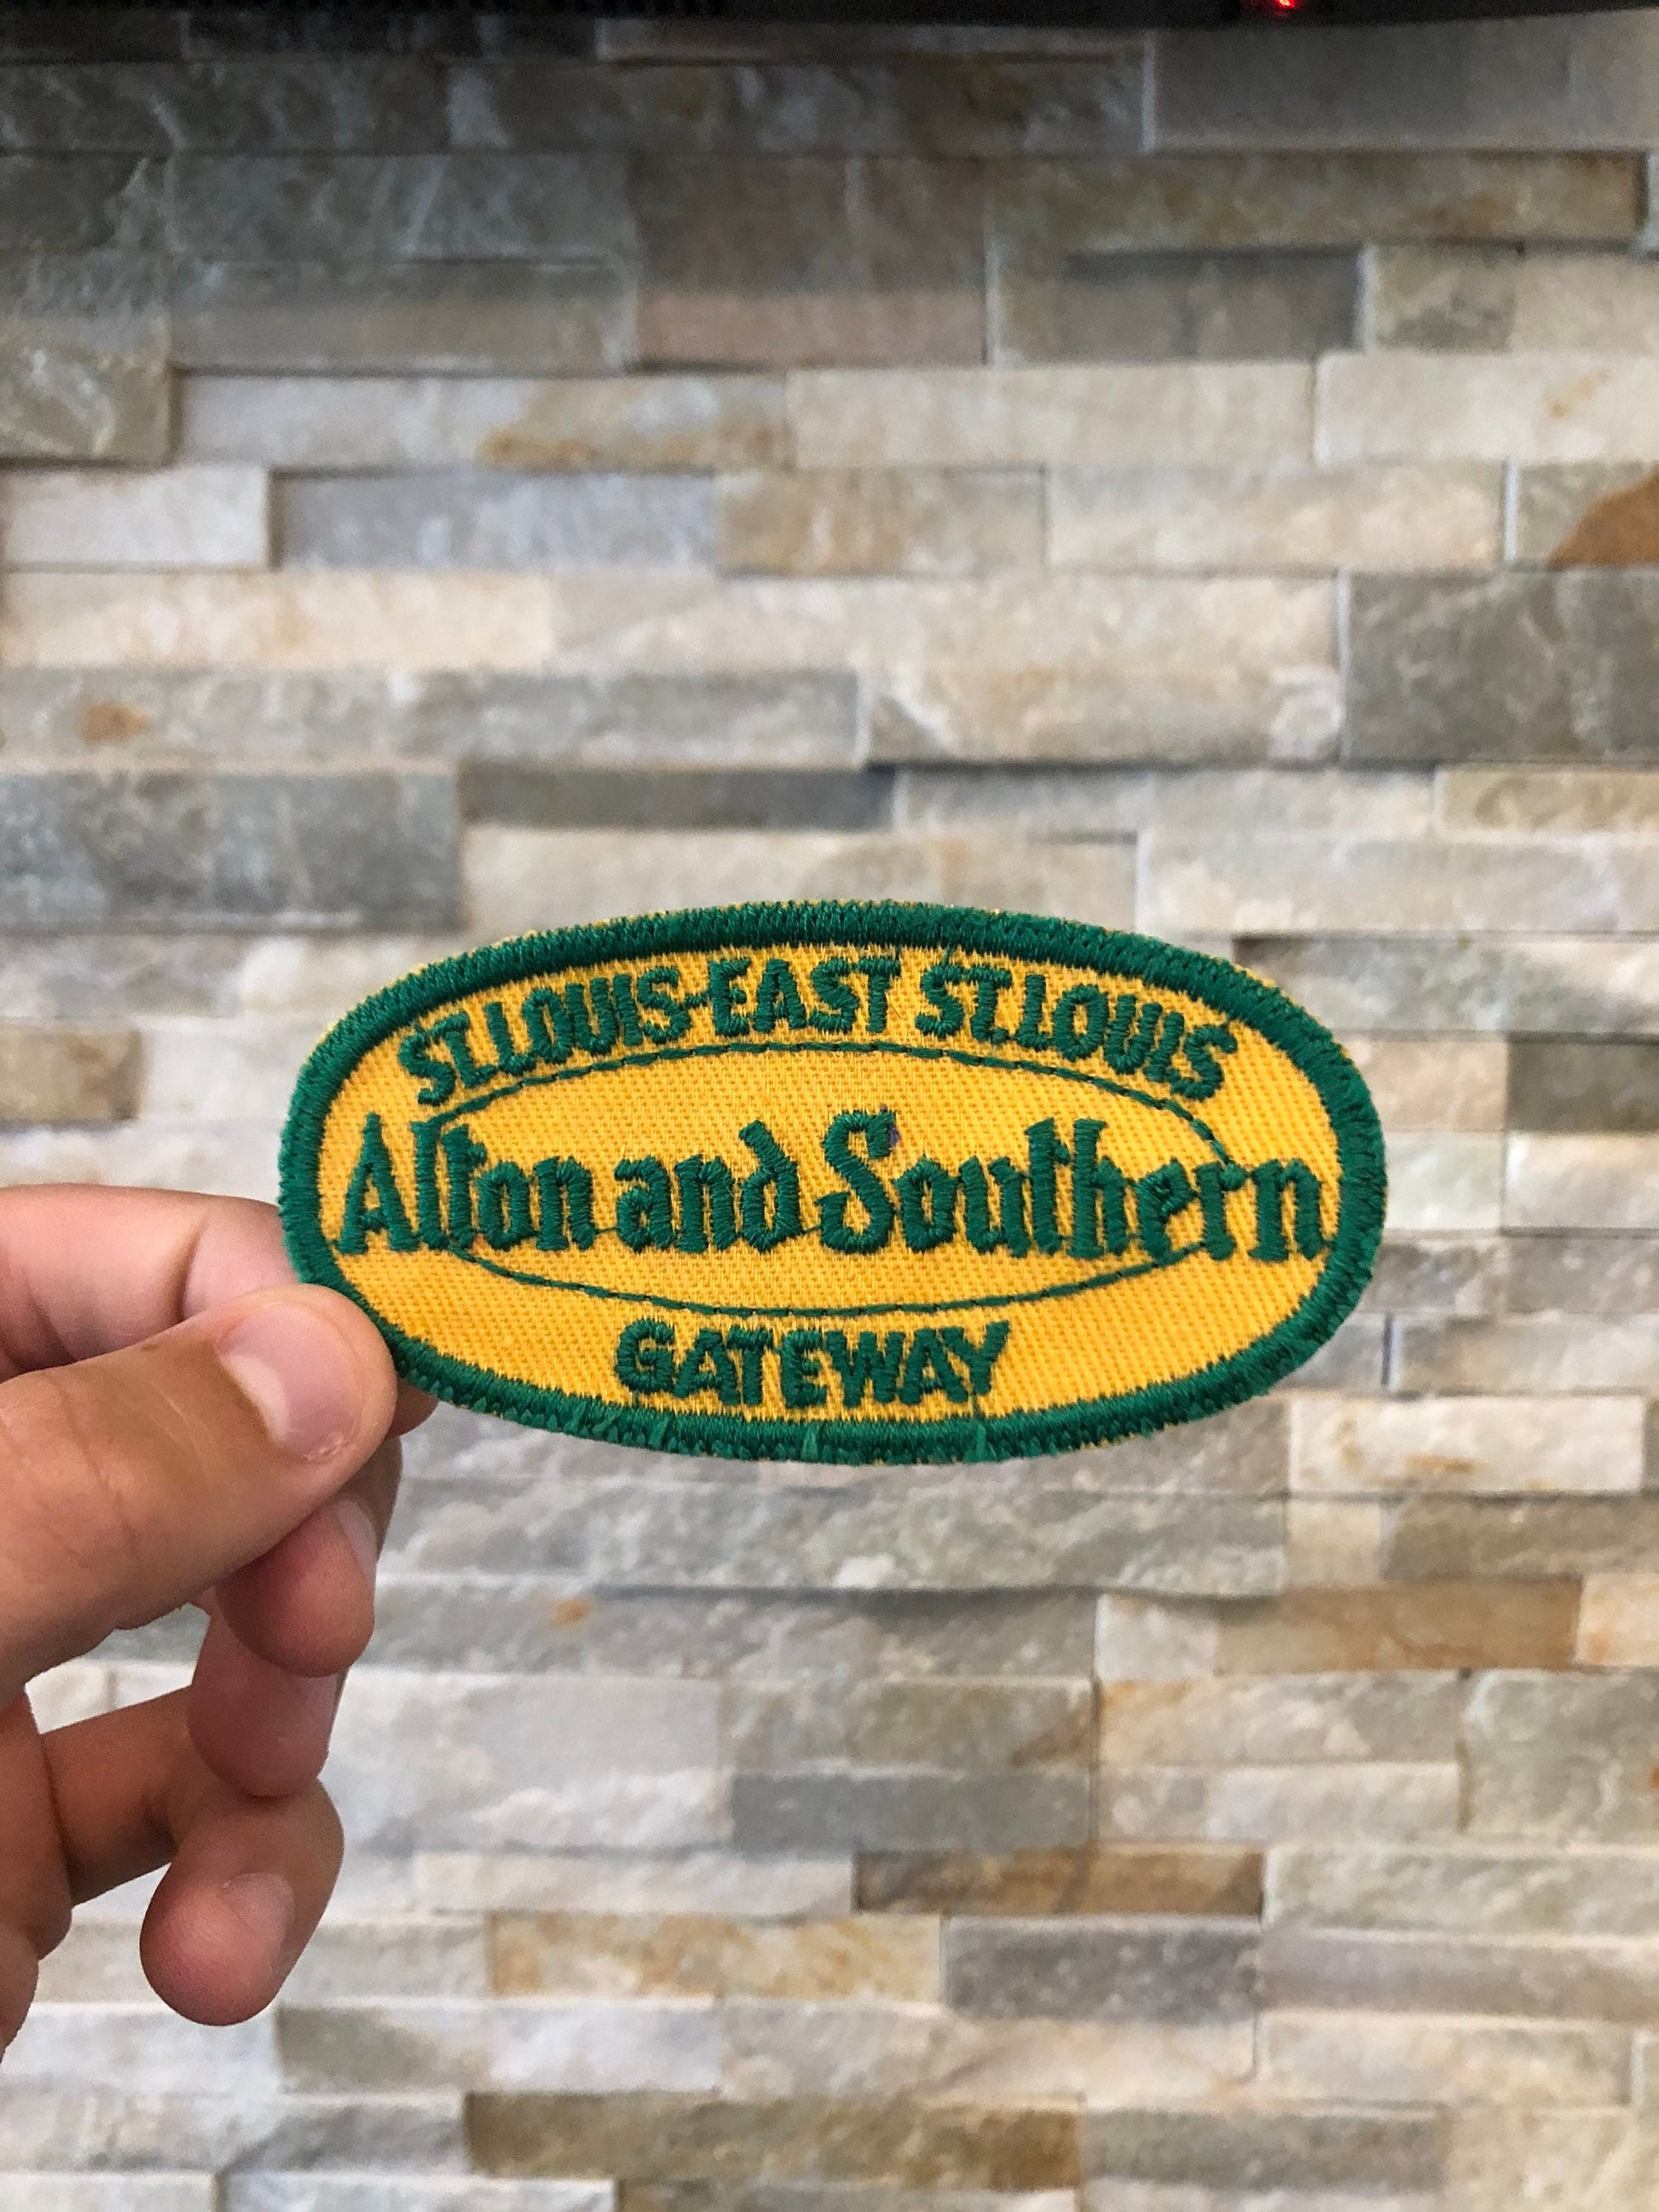 ST.LOUIS-EAST ST.LOUIS
Alton and Southern
GATEWAY